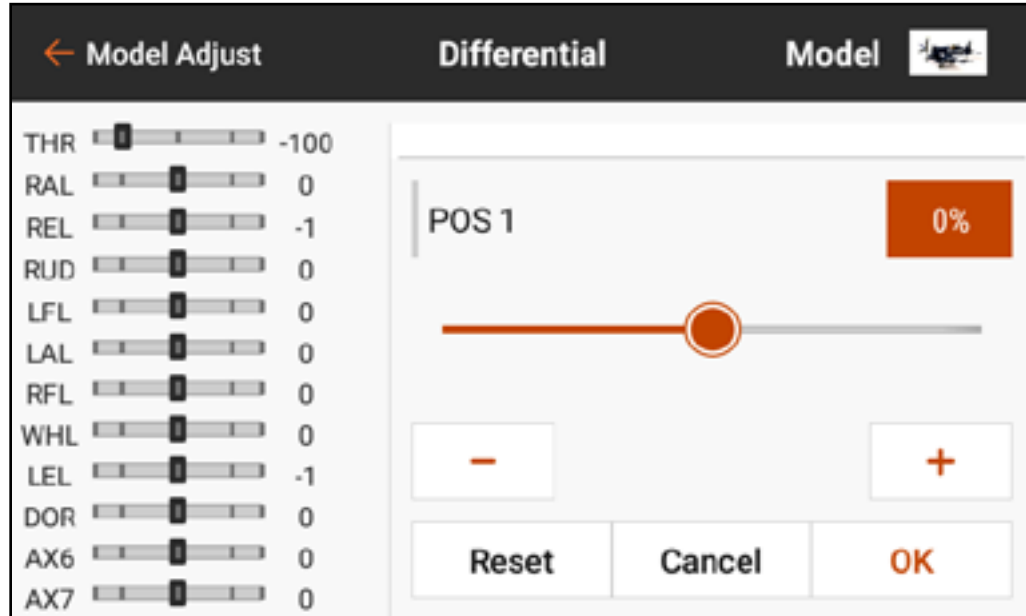 ← Model Adjust Differential Model
THR -100
RAL 0
REL -1
RUD 0
LFL 0
LAL 0
RFL 0
WHL 0
LEL -1
DOR 0
AX6 0
AX7 0
POS 1 0%
− +
Reset Cancel OK